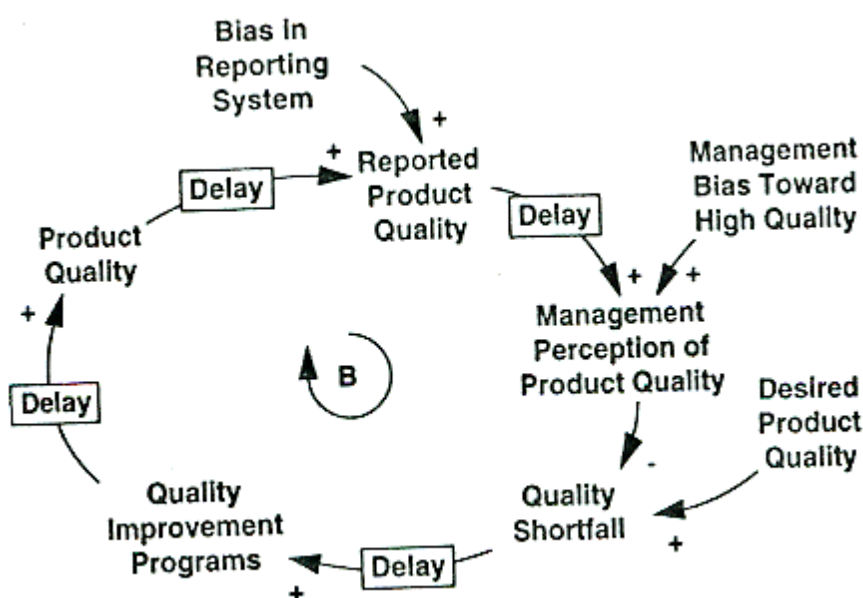 Bias in
Reporting
System
+
+
Reported
Product
Quality
Delay
Management
Bias Toward
High Quality
Delay
Product
Quality
+
+
+
Management
Perception of
Product Quality
B
Delay
Desired
Product
Quality
-
Quality
Improvement
Programs
Quality
Shortfall
+
Delay
+